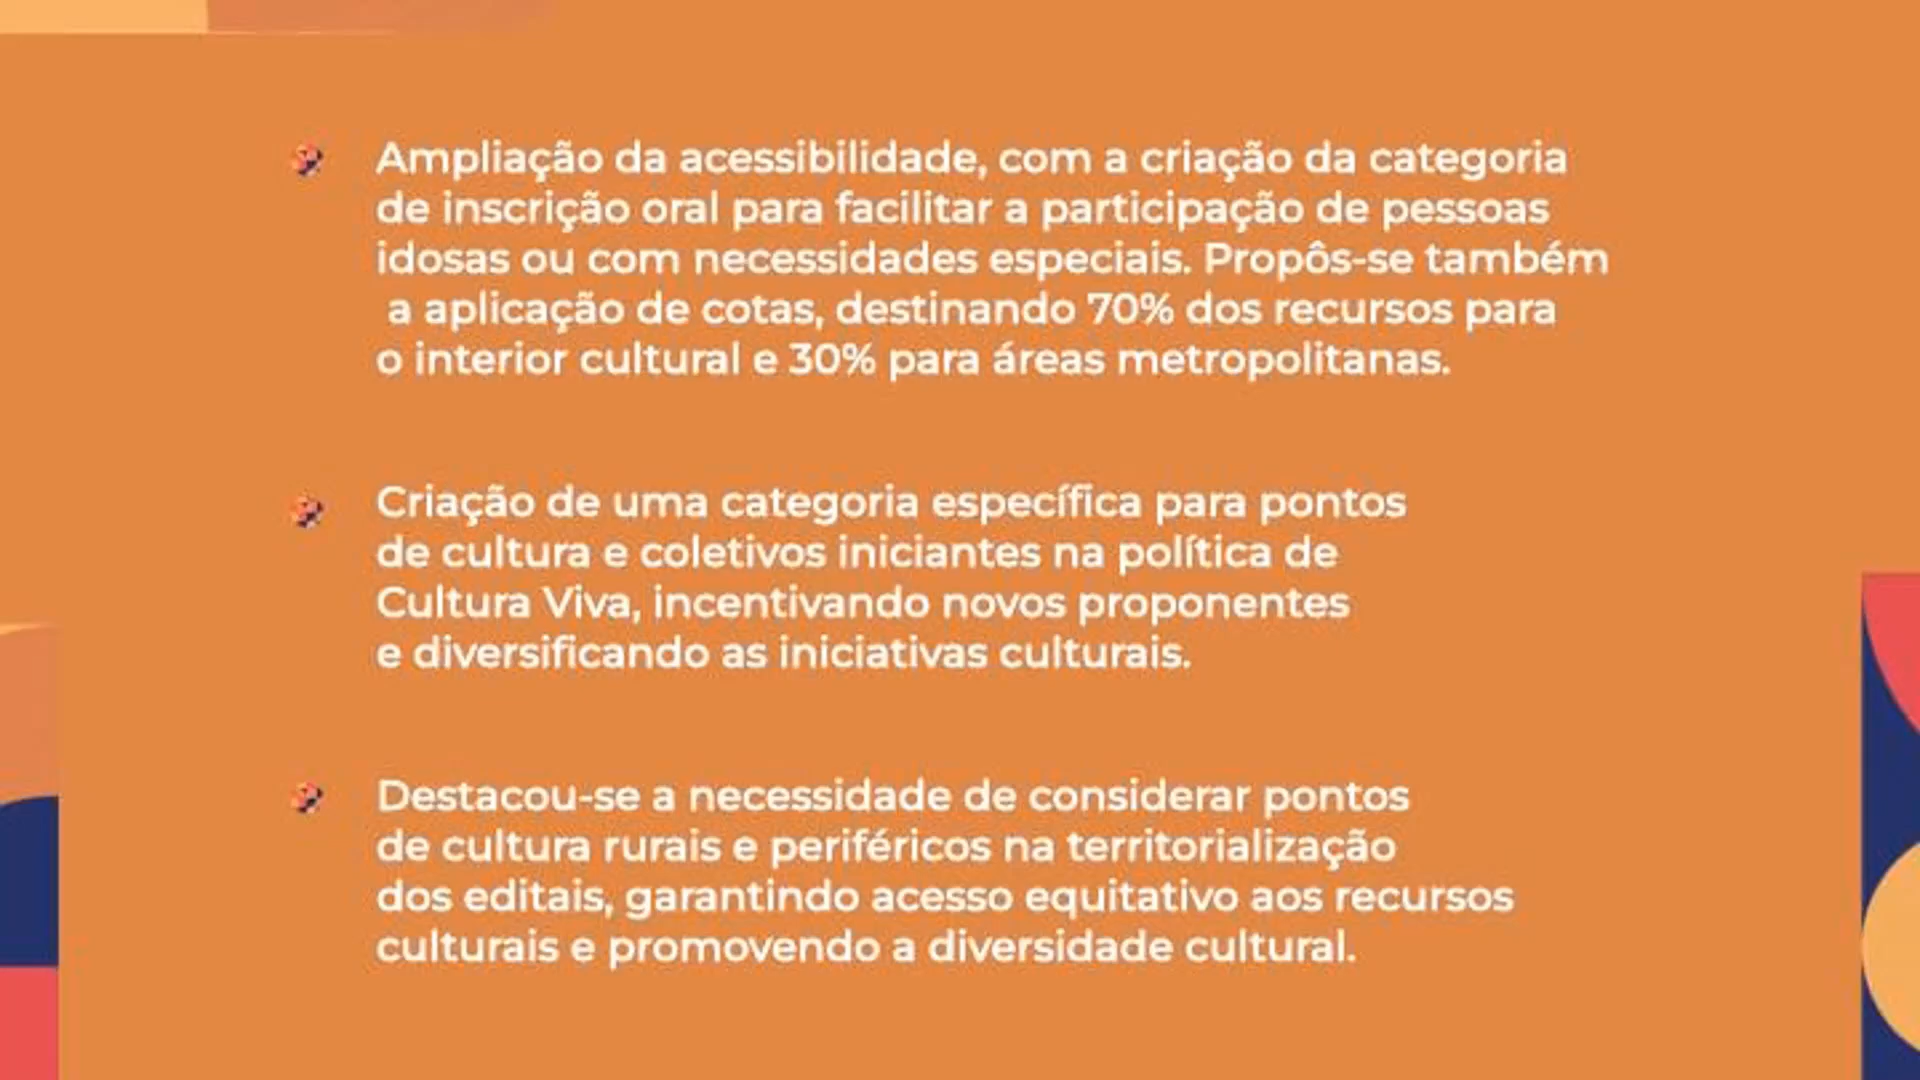 Ampliação da acessibilidade, com a criação da categoria
de inscrição oral para facilitar a participação de pessoas
idosas ou com necessidades especiais. Propôs-se também
a aplicação de cotas, destinando 70% dos recursos para
o interior cultural e 30% para áreas metropolitanas.
Criação de uma categoria específica para pontos
de cultura e coletivos iniciantes na política de
Cultura Viva, incentivando novos proponentes
e diversificando as iniciativas culturais.
Destacou-se a necessidade de considerar pontos
de cultura rurais e periféricos na territorialização
dos editais, garantindo acesso equitativo aos recursos
culturais e promovendo a diversidade cultural.